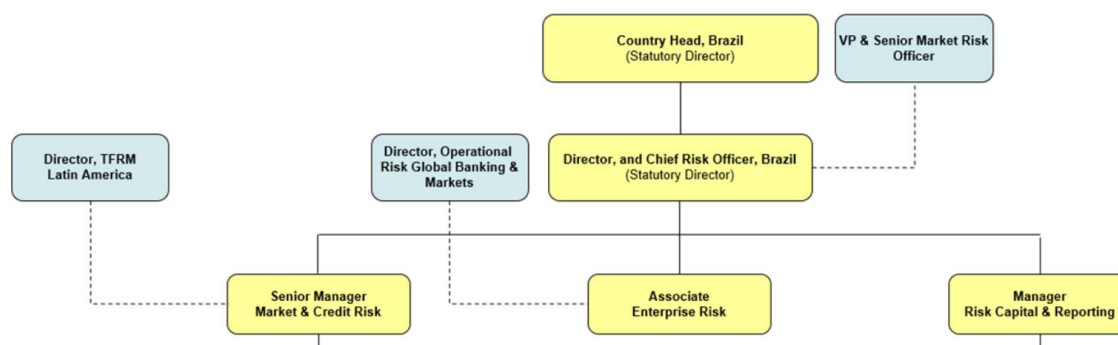 Country Head, Brazil
(Statutory Director)
VP & Senior Market Risk
Officer
Director, TFRM
Latin America
Director, Operational
Risk Global Banking &
Markets
Director, and Chief Risk Officer, Brazil
(Statutory Director)
Senior Manager
Market & Credit Risk
Associate
Enterprise Risk
Manager
Risk Capital & Reporting